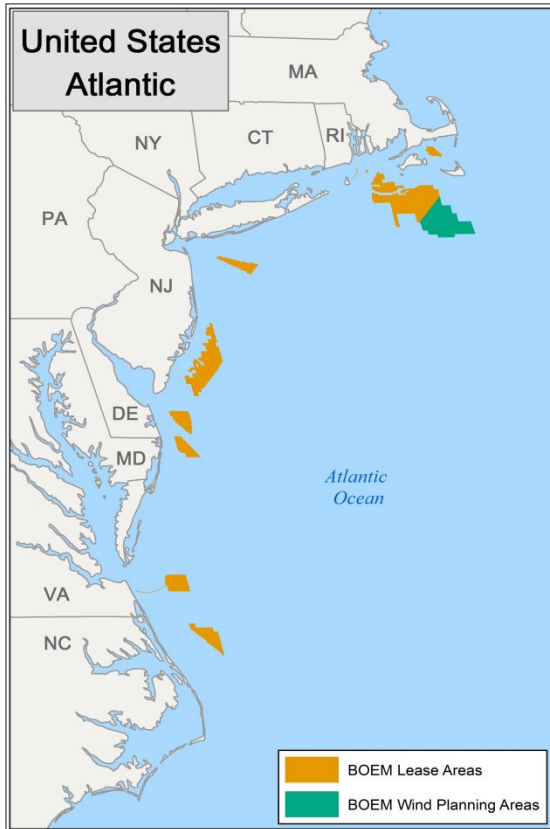 United States
Atlantic
MA
NY
CT
RI
PA
NJ
DE
MD
Atlantic
Ocean
VA
NC
BOEM Lease Areas
BOEM Wind Planning Areas